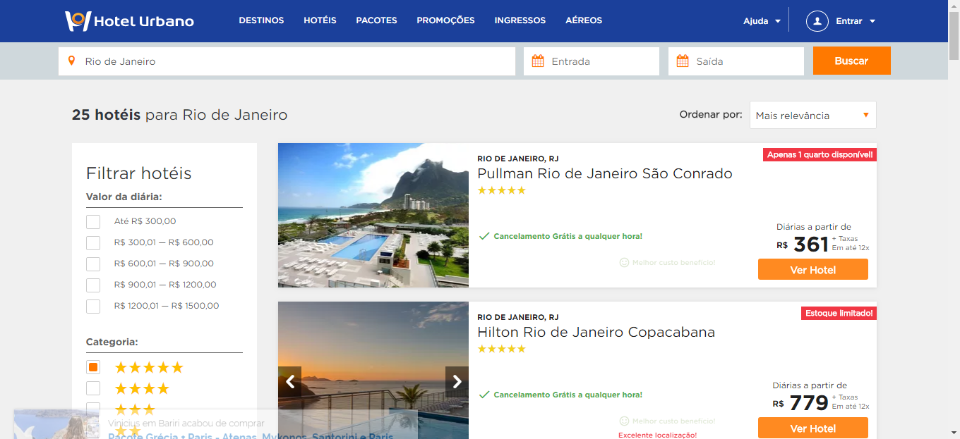 Hotel Urbano
DESTINOS HOTÉIS PACOTES PROMOÇÕES INGRESSOS AÉREOS Ajuda Entrar
Rio de Janeiro Entrada Saída Buscar
25 hotéis para Rio de Janeiro
Ordenar por: Mais relevância
Filtrar hotéis
Valor da diária:
Até R$ 300,00
R$ 300,01 — R$ 600,00
R$ 600,01 — R$ 900,00
R$ 900,01 — R$ 1200,00
R$ 1200,01 — R$ 1500,00
Categoria:
Apenas 1 quarto disponível!
RIO DE JANEIRO, RJ
Pullman Rio de Janeiro São Conrado
Cancelamento Grátis a qualquer hora!
Melhor custo benefício!
Diárias a partir de
R$ 361 + Taxas
Em até 12x
Ver Hotel
Estoque limitado!
RIO DE JANEIRO, RJ
Hilton Rio de Janeiro Copacabana
Cancelamento Grátis a qualquer hora!
Melhor custo benefício!
Excelente localização!
Diárias a partir de
R$ 779 + Taxas
Em até 12x
Ver Hotel
Vinicius em Bariri acabou de comprar
Pacote Grécia + Paris - Atenas, Mykonos, Santorini e Paris